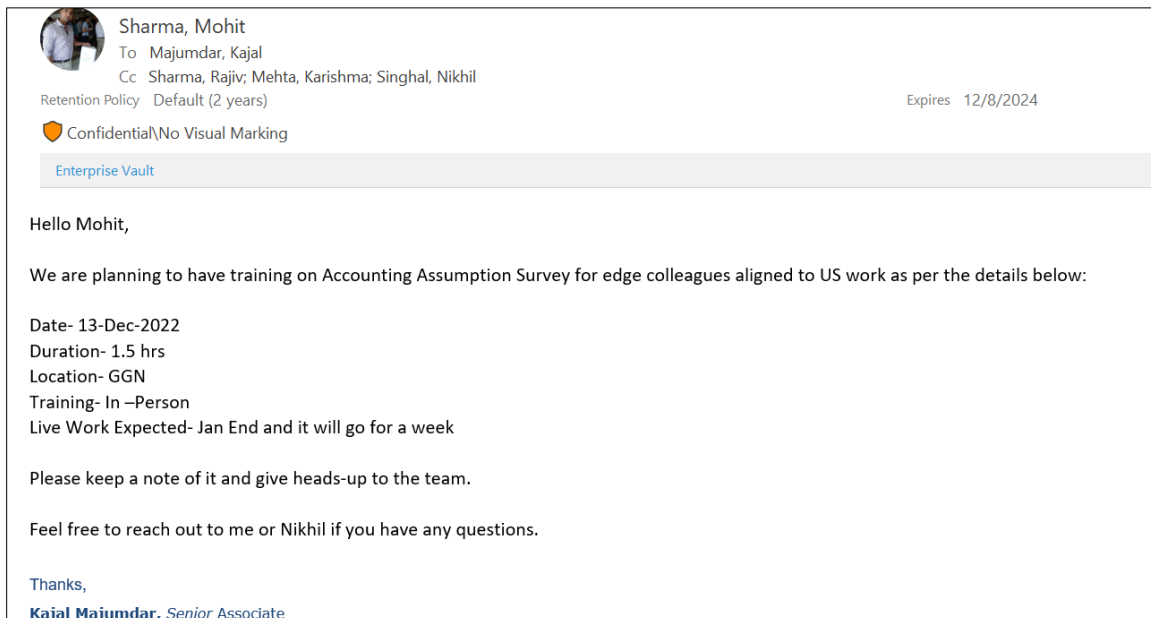 Sharma, Mohit
To Majumdar, Kajal
Cc Sharma, Rajiv; Mehta, Karishma; Singhal, Nikhil
Retention Policy Default (2 years) Expires 12/8/2024
Confidential\No Visual Marking
Enterprise Vault
Hello Mohit,
We are planning to have training on Accounting Assumption Survey for edge colleagues aligned to US work as per the details below:
Date- 13-Dec-2022
Duration- 1.5 hrs
Location- GGN
Training- In –Person
Live Work Expected- Jan End and it will go for a week
Please keep a note of it and give heads-up to the team.
Feel free to reach out to me or Nikhil if you have any questions.
Thanks,
Kajal Majumdar, Senior Associate